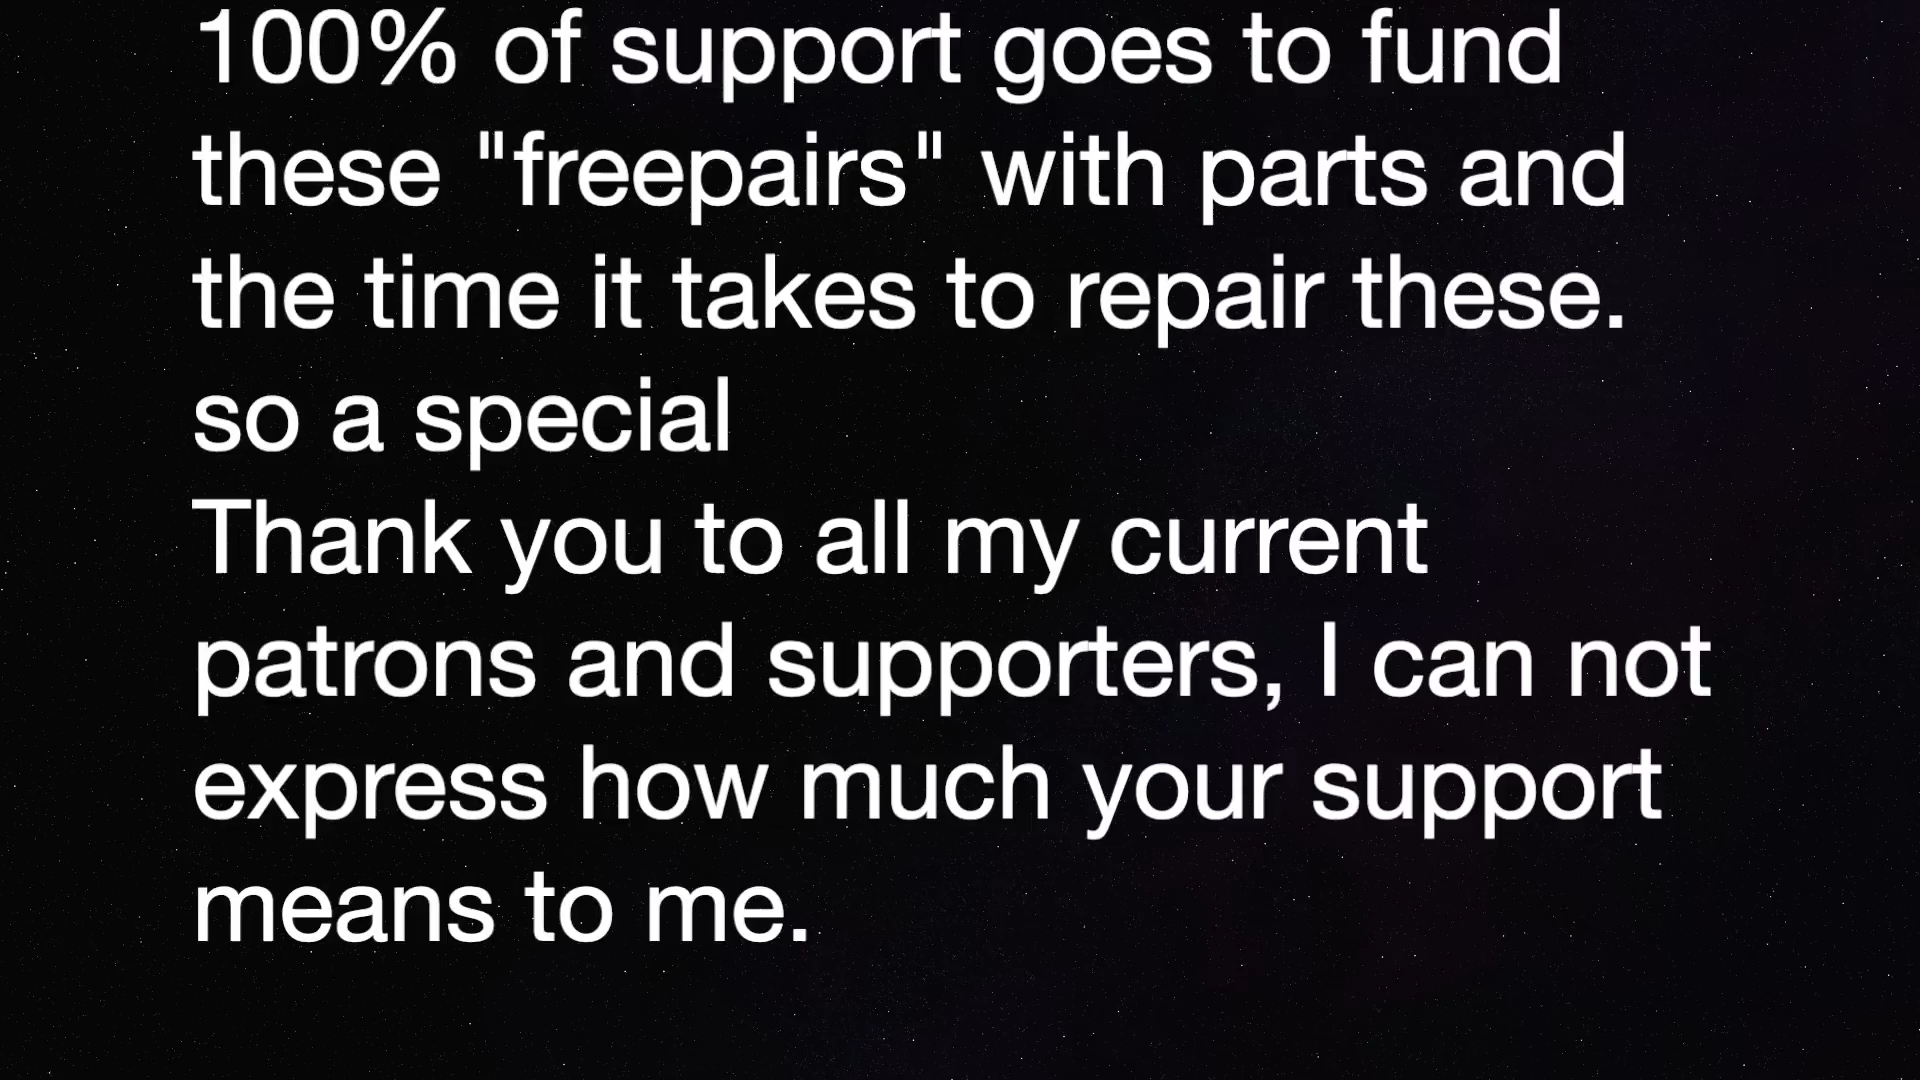 100% of support goes to fund
these "freepairs" with parts and
the time it takes to repair these.
so a special
Thank you to all my current
patrons and supporters, I can not
express how much your support
means to me.